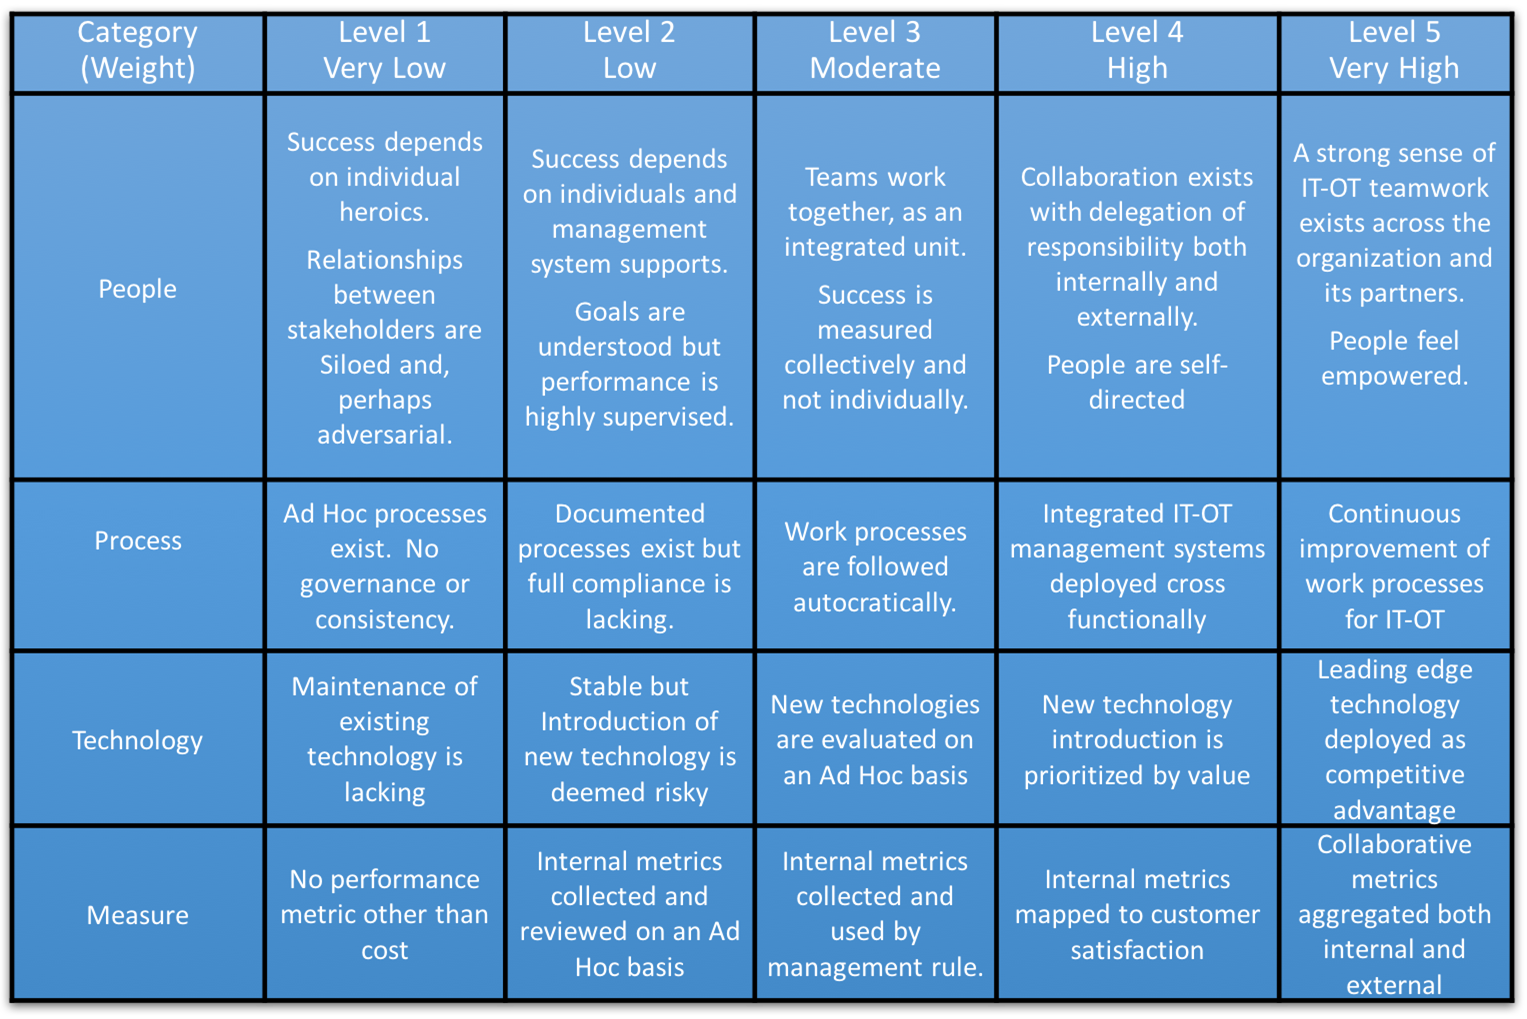 Category
(Weight)
Level 1
Very Low
Level 2
Low
Level 3
Moderate
Level 4
High
Level 5
Very High
People
Success depends
on individual
heroics.
Relationships
between
stakeholders are
Siloed and,
perhaps
adversarial.
Success depends
on individuals and
management
system supports.
Goals are
understood but
performance is
highly supervised.
Teams work
together, as an
integrated unit.
Success is
measured
collectively and
not individually.
Collaboration exists
with delegation of
responsibility both
internally and
externally.
People are self-
directed
A strong sense of
IT-OT teamwork
exists across the
organization and
its partners.
People feel
empowered.
Process
Ad Hoc processes
exist.  No
governance or
consistency.
Documented
processes exist but
full compliance is
lacking.
Work processes
are followed
autocratically.
Integrated IT-OT
management systems
deployed cross
functionally
Continuous
improvement of
work processes
for IT-OT
Technology
Maintenance of
existing
technology is
lacking
Stable but
Introduction of
new technology is
deemed risky
New technologies
are evaluated on
an Ad Hoc basis
New technology
introduction is
prioritized by value
Leading edge
technology
deployed as
competitive
advantage
Measure
No performance
metric other than
cost
Internal metrics
collected and
reviewed on an Ad
Hoc basis
Internal metrics
collected and
used by
management rule.
Internal metrics
mapped to customer
satisfaction
Collaborative
metrics
aggregated both
internal and
external